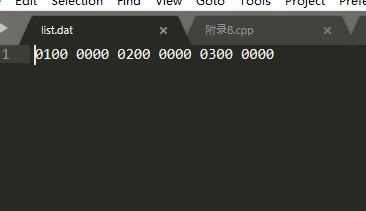 Edit Selection Find View Goto Tools Project Prefe
list.dat × 附录B.cpp ×
1 0100 0000 0200 0000 0300 0000